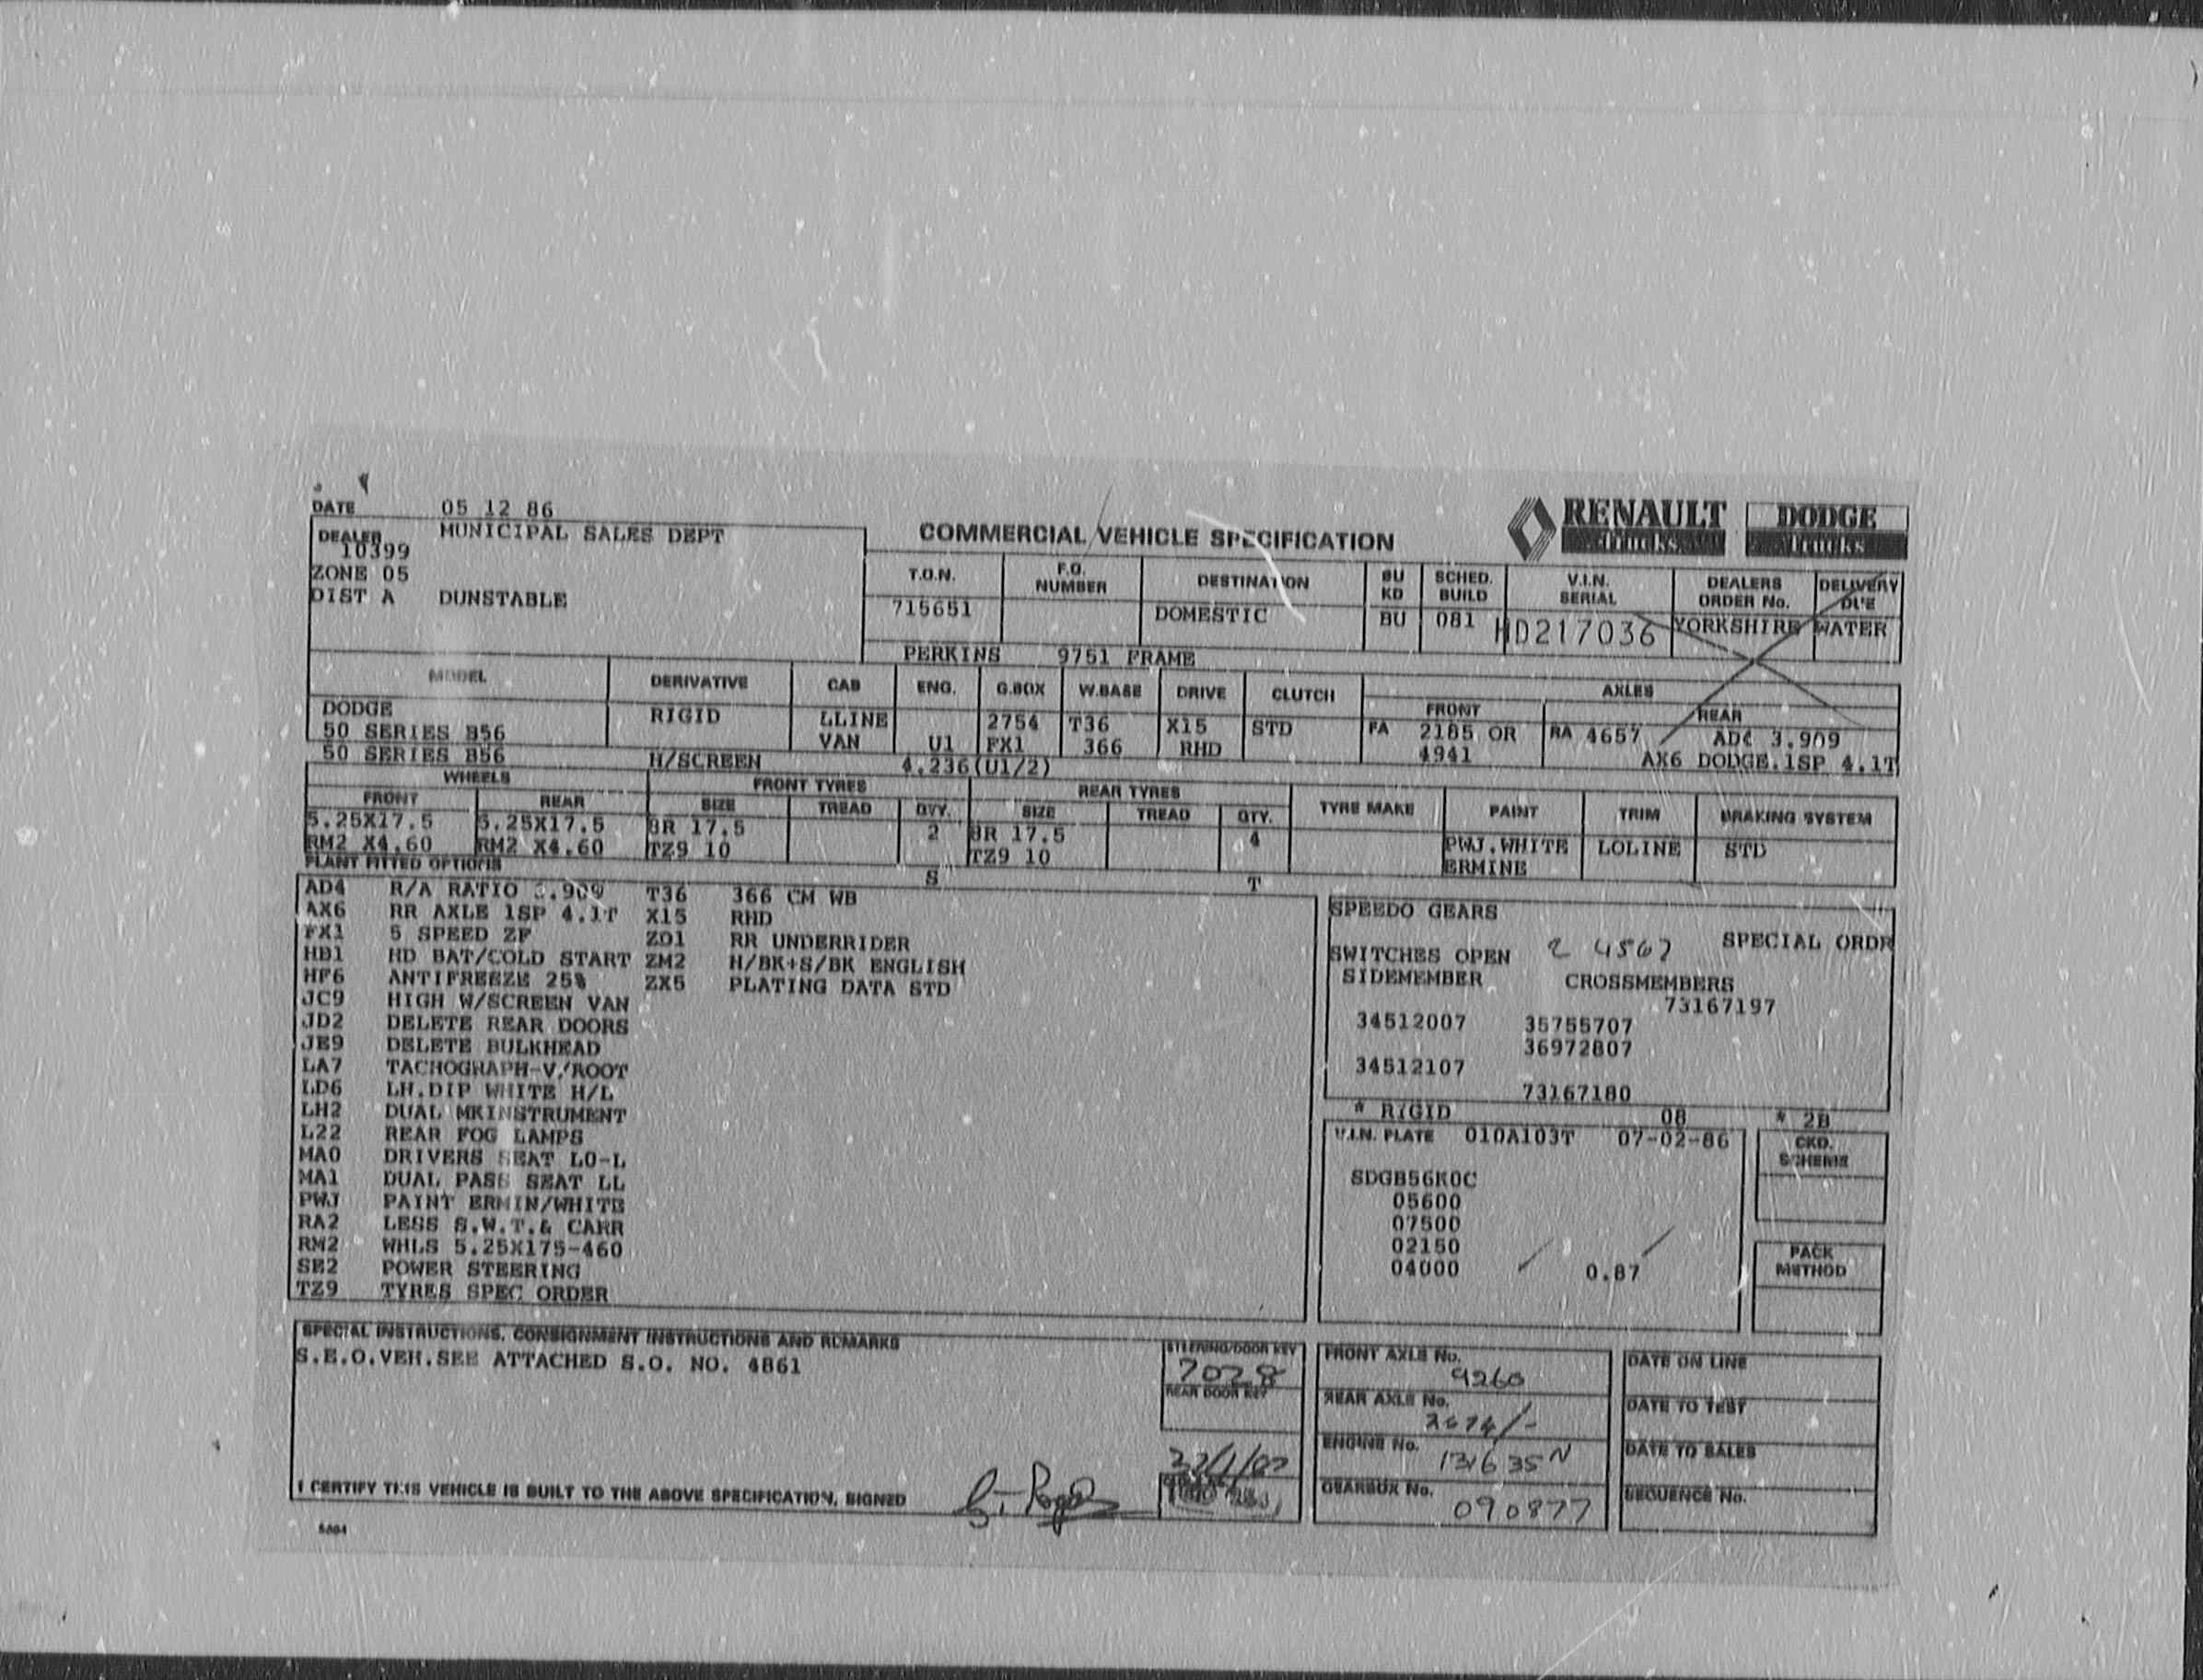 DATE 05 12 86
DEALER MUNICIPAL SALES DEPT
10399
ZONE 05
DIST A DUNSTABLE
COMMERCIAL VEHICLE SPECIFICATION
RENAULT Trucks DODGE Trucks
T.O.N. F.O. NUMBER DESTINATION BU KD SCHED. BUILD V.I.N. SERIAL DEALERS ORDER No. DELIVERY DUE
715651 DOMESTIC BU 081 HD217036 YORKSHIRE WATER
PERKINS 9751 FRAME
MODEL DERIVATIVE CAB ENG. G.BOX W.BASE DRIVE CLUTCH AXLES
FRONT REAR
DODGE RIGID LLINE 2754 T36 X15 STD FA 2185 OR RA 4657 AD4 3.909
50 SERIES B56 VAN U1 FX1 366 RHD 4941 AX6 DODGE.1SP 4.1T
50 SERIES B56 H/SCREEN 4.236(U1/2)
WHEELS FRONT TYRES REAR TYRES TYRE MAKE PAINT TRIM BRAKING SYSTEM
FRONT REAR SIZE TREAD QTY. SIZE TREAD QTY.
5.25X17.5 5.25X17.5 8R 17.5 2 8R 17.5 4 PWJ.WHITE LOLINE STD
RM2 X4.60 RM2 X4.60 TZ9 10 TZ9 10 ERMINE
PLANT FITTED OPTIONS S T
AD4 R/A RATIO 3.909 T36 366 CM WB
AX6 RR AXLE 1SP 4.1T X15 RHD
FX1 5 SPEED ZF ZO1 RR UNDERRIDER
HB1 HD BAT/COLD START ZM2 H/BK+S/BK ENGLISH
HF6 ANTIFREEZE 25% ZX5 PLATING DATA STD
JC9 HIGH W/SCREEN VAN
JD2 DELETE REAR DOORS
JE9 DELETE BULKHEAD
LA7 TACHOGRAPH-V/ROOT
LD6 LH.DIP WHITE H/L
LH2 DUAL MKINSTRUMENT
L22 REAR FOG LAMPS
MA0 DRIVERS SEAT LO-L
MA1 DUAL PASS SEAT LL
PWJ PAINT ERMIN/WHITE
RA2 LESS S.W.T.& CARR
RM2 WHLS 5.25X175-460
SE2 POWER STEERING
TZ9 TYRES SPEC ORDER
SPEEDO GEARS
SPECIAL ORDR
SWITCHES OPEN 2 4567
SIDEMEMBER CROSSMEMBERS
73167197
34512007 35755707
36972807
34512107
73167180
* RIGID 08 * 2B
V.I.N. PLATE 010A103T 07-02-86
CKD. SCHEME
SDGB56K0C
05600
07500
02150
04000 0.87
PACK METHOD
SPECIAL INSTRUCTIONS, CONSIGNMENT INSTRUCTIONS AND REMARKS
S.E.O.VEH.SEE ATTACHED S.O. NO. 4861
STEERING/DOOR KEY
7028
REAR DOOR KEY
FRONT AXLE No. 9260
REAR AXLE No.
ENGINE No. 131635N
GEARBOX No. 090877
DATE ON LINE
DATE TO TEST
DATE TO SALES
SEQUENCE No.
I CERTIFY THIS VEHICLE IS BUILT TO THE ABOVE SPECIFICATION, SIGNED